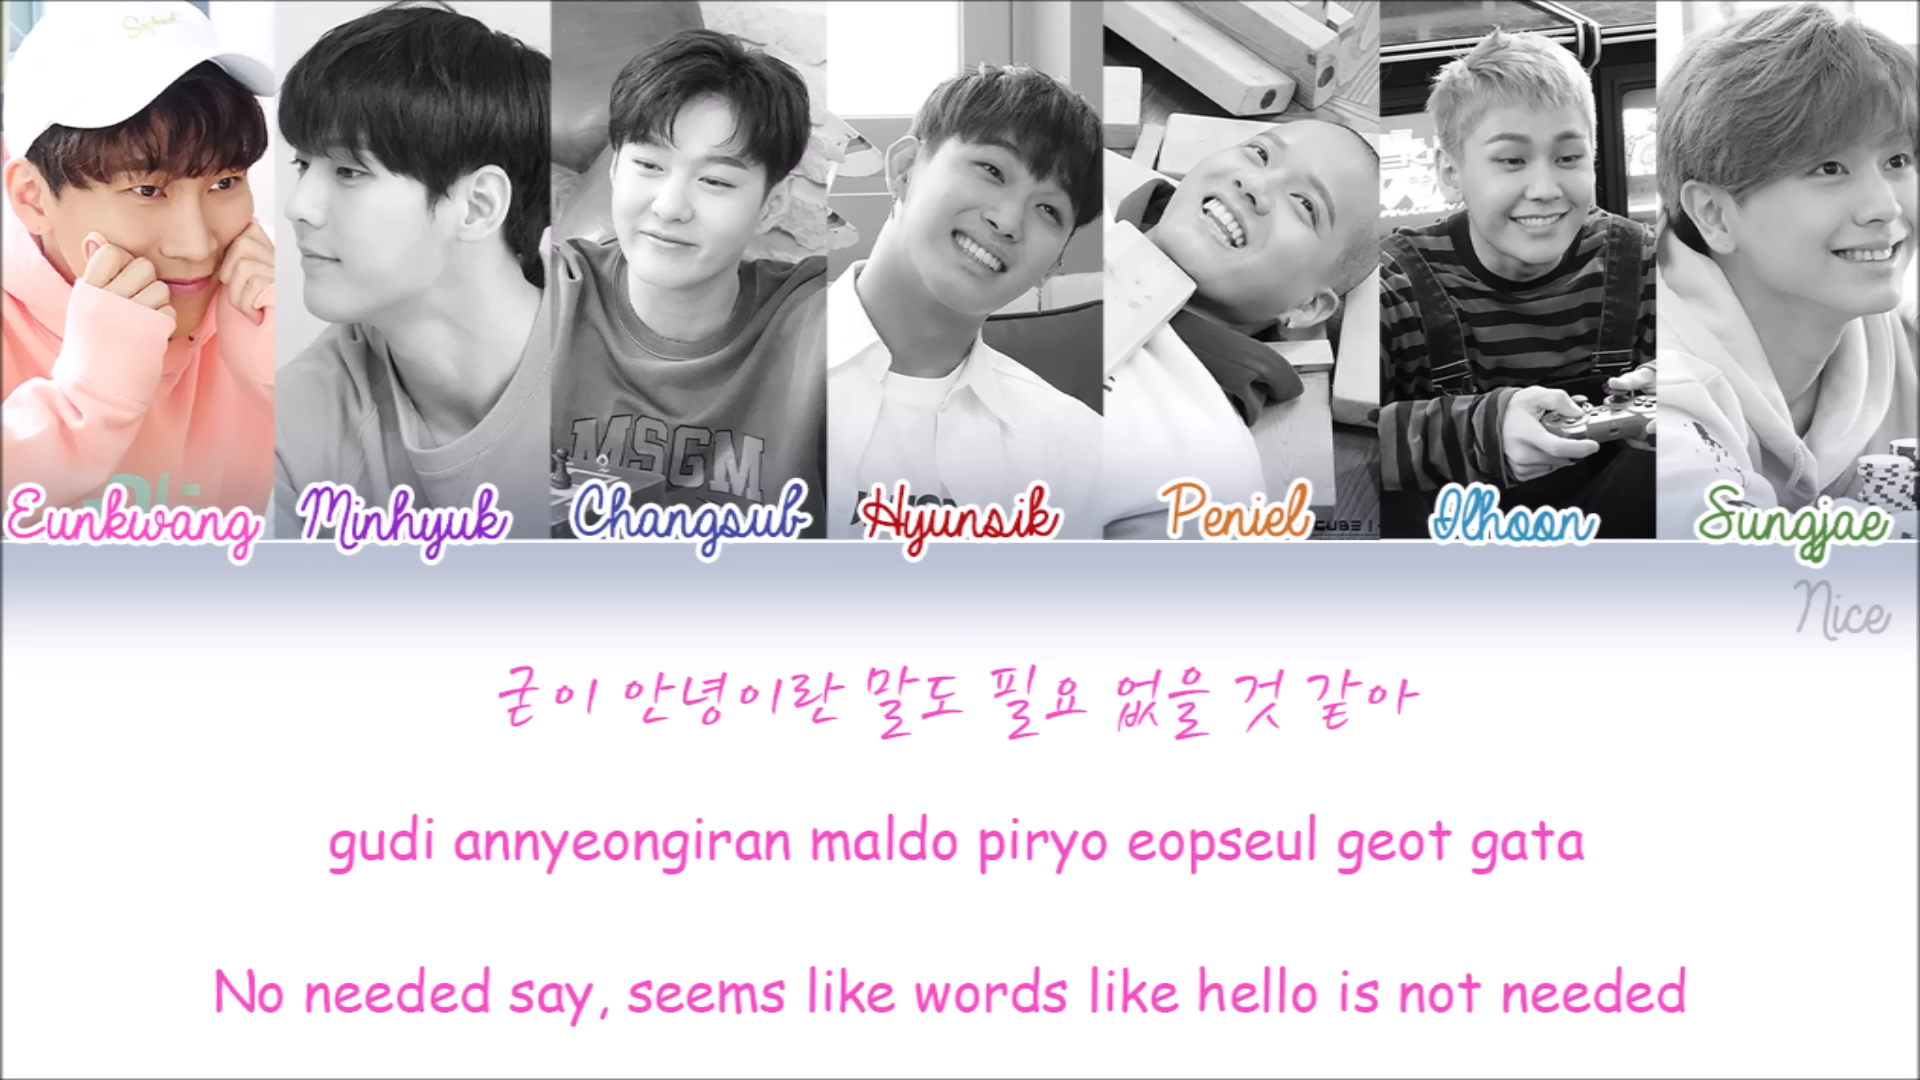 MSGM
CUBE
Eunkwang Minhyuk Changsub Hyunsik Peniel Ilhoon Sungjae
Nice
굳이 안녕이란 말도 필요 없을 것 같아
gudi annyeongiran maldo piryo eopseul geot gata
No needed say, seems like words like hello is not needed